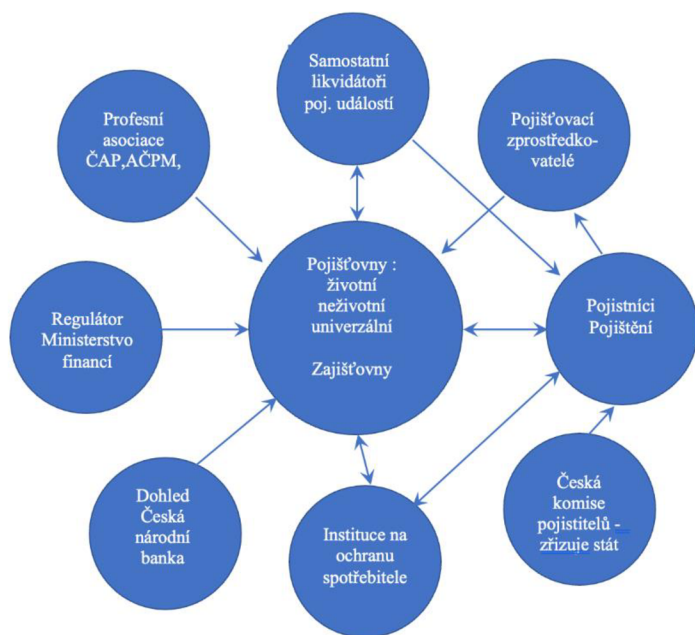 Samostatní
likvidátoři
poj. událostí
Profesní
asociace
ČAP,AČPM,
Pojišťovací
zprostředko-
vatelé
Pojišťovny :
životní
neživotní
univerzální
Zajišťovny
Regulátor
Ministerstvo
financí
Pojistníci
Pojištění
Dohled
Česká
národní
banka
Instituce na
ochranu
spotřebitele
Česká
komise
pojistitelů -
zřizuje stát